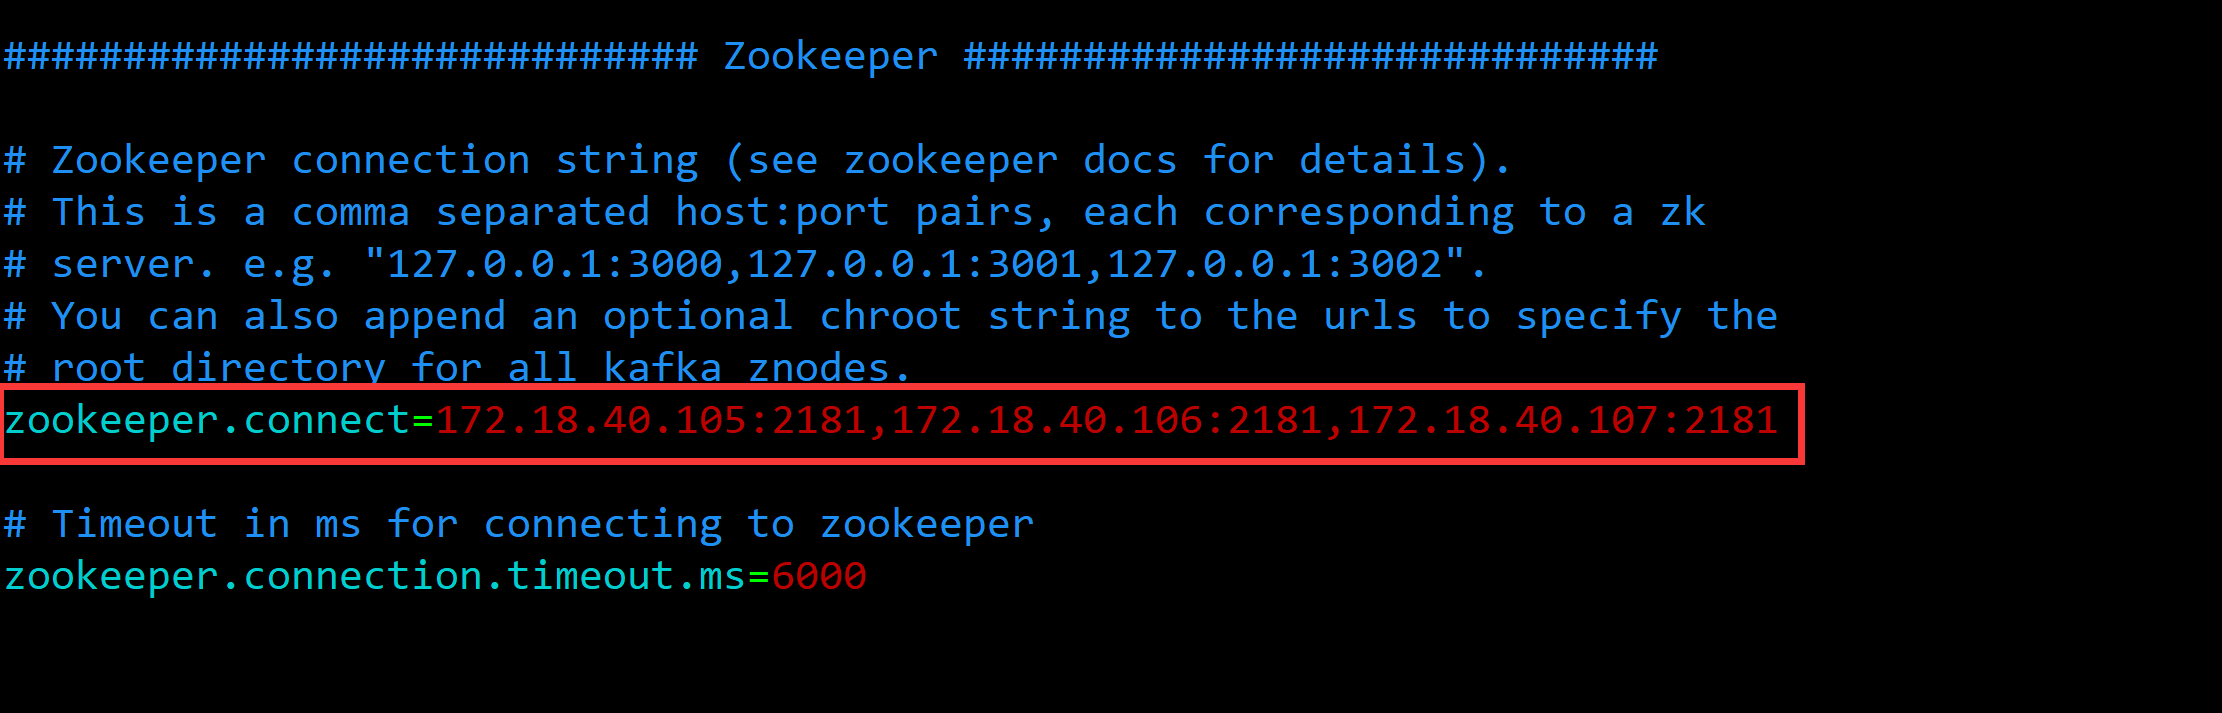 ############################# Zookeeper #############################
# Zookeeper connection string (see zookeeper docs for details).
# This is a comma separated host:port pairs, each corresponding to a zk
# server. e.g. "127.0.0.1:3000,127.0.0.1:3001,127.0.0.1:3002".
# You can also append an optional chroot string to the urls to specify the
# root directory for all kafka znodes.
zookeeper.connect=172.18.40.105:2181,172.18.40.106:2181,172.18.40.107:2181
# Timeout in ms for connecting to zookeeper
zookeeper.connection.timeout.ms=6000